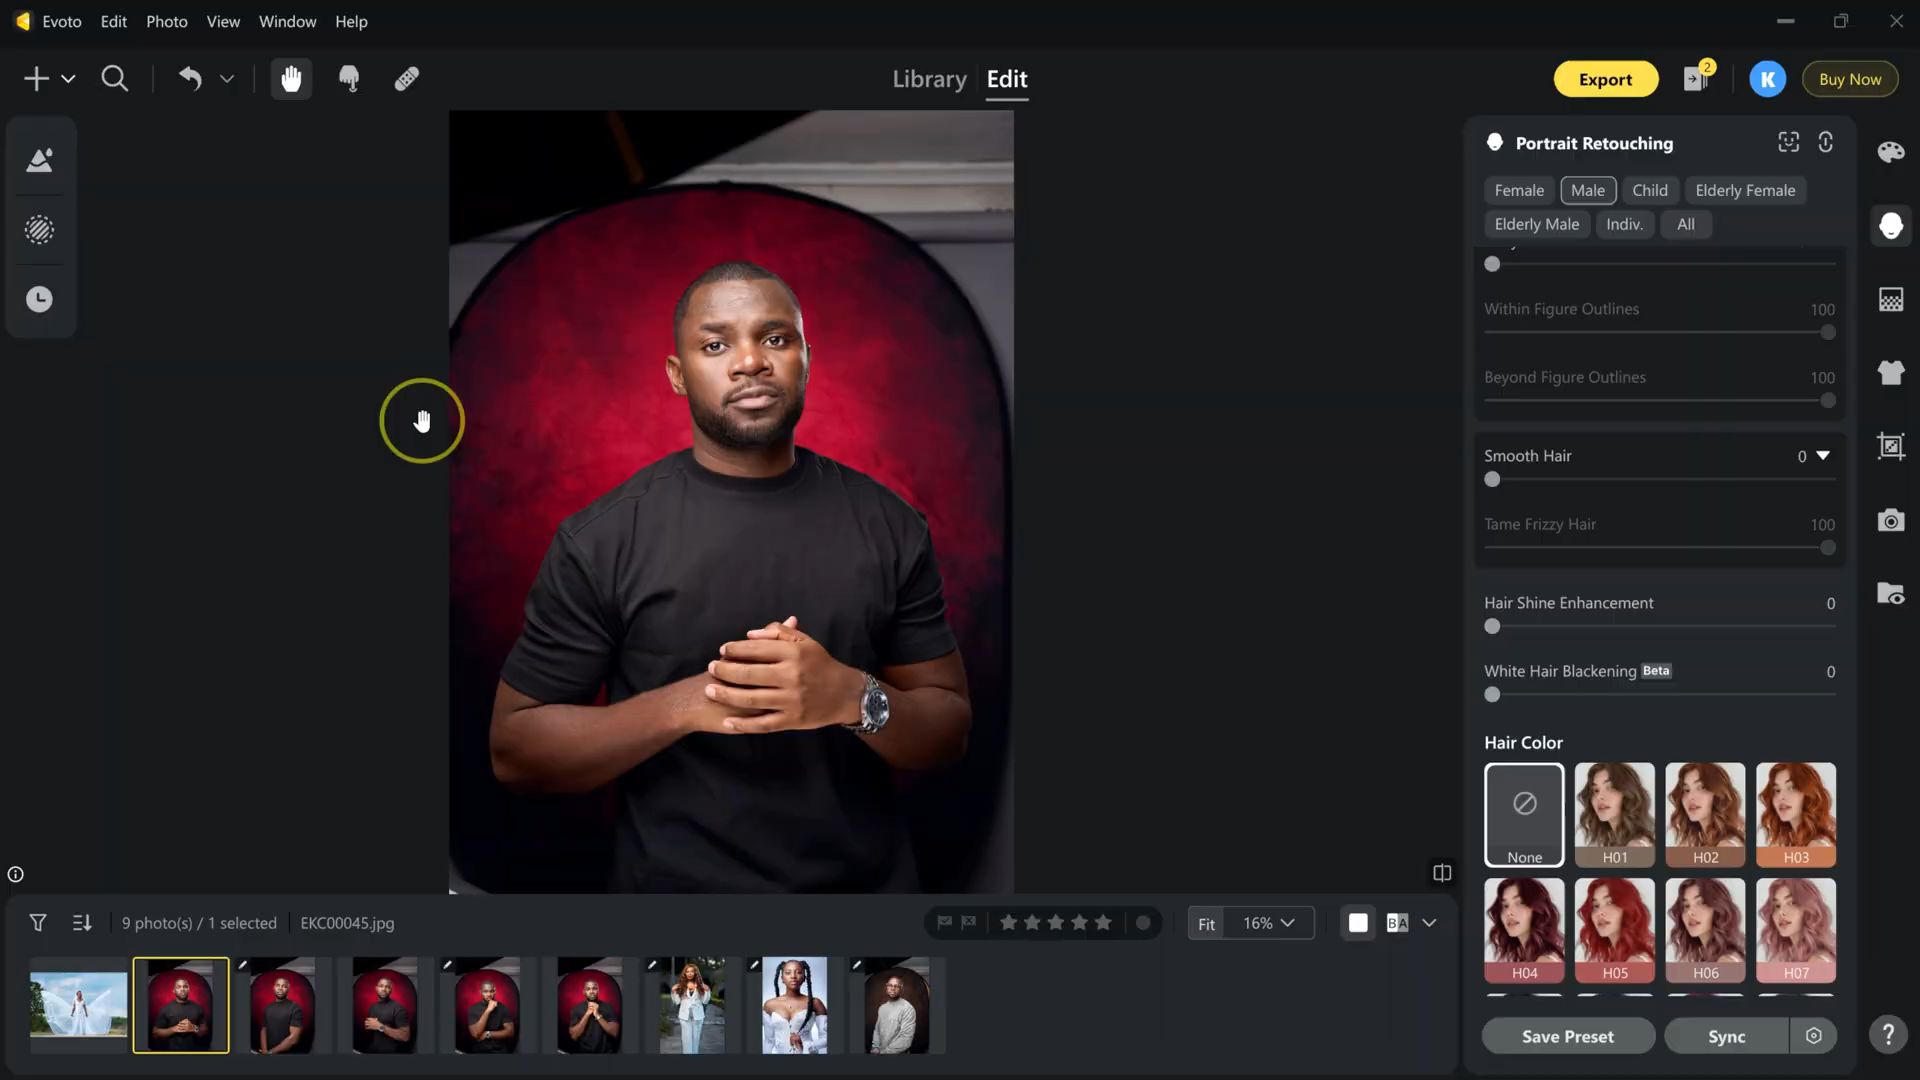 Evoto Edit Photo View Window Help
Library Edit
Export 2 K Buy Now
Portrait Retouching
Female Male Child Elderly Female
Elderly Male Indiv. All
Within Figure Outlines 100
Beyond Figure Outlines 100
Smooth Hair 0
Tame Frizzy Hair 100
Hair Shine Enhancement 0
White Hair Blackening Beta 0
Hair Color
None H01 H02 H03
H04 H05 H06 H07
9 photo(s) / 1 selected EKC00045.jpg Fit 16% BA
Save Preset Sync ?